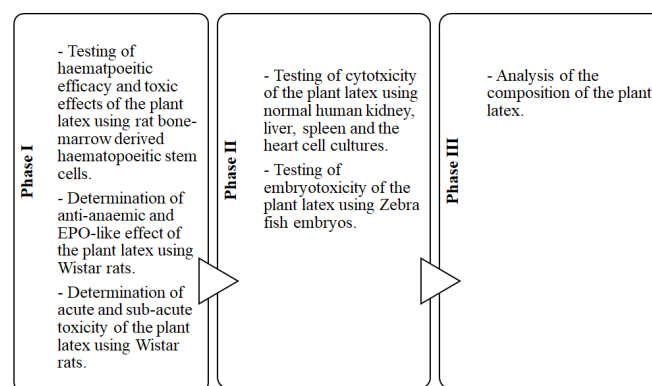 Phase I
- Testing of
haematpoeitic
efficacy and toxic
effects of the plant
latex using rat bone-
marrow derived
haematopoeitic stem
cells.
- Determination of
anti-anaemic and
EPO-like effect of
the plant latex using
Wistar rats.
- Determination of
acute and sub-acute
toxicity of the plant
latex using Wistar
rats.
Phase II
- Testing of cytotxicity
of the plant latex using
normal human kidney,
liver, spleen and the
heart cell cultures.
- Testing of
embryotoxicity of the
plant latex using Zebra
fish embryos.
Phase III
- Analysis of the
composition of the plant
latex.